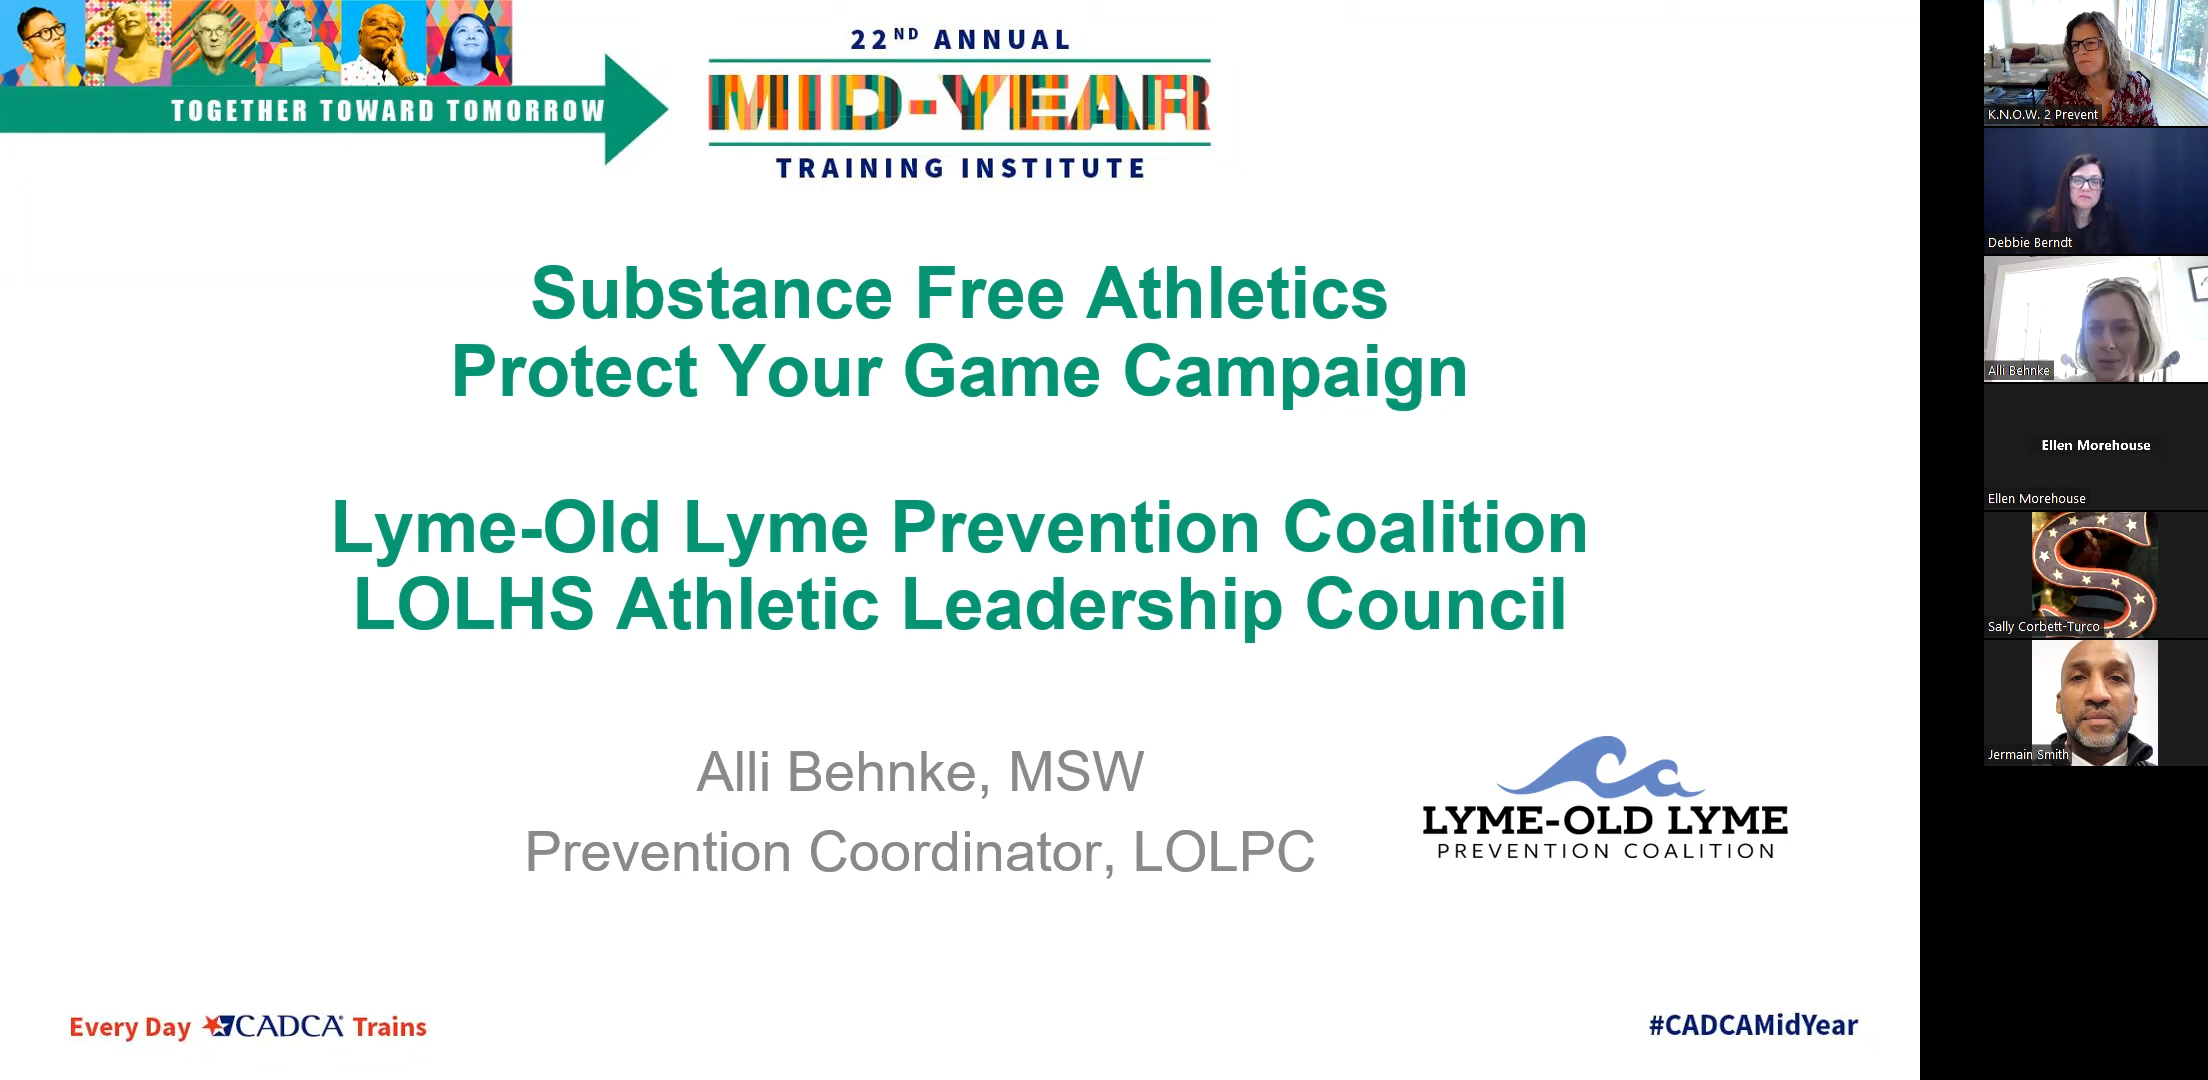 TOGETHER TOWARD TOMORROW
22ND ANNUAL
MID-YEAR
TRAINING INSTITUTE
Substance Free Athletics
Protect Your Game Campaign
Lyme-Old Lyme Prevention Coalition
LOLHS Athletic Leadership Council
Alli Behnke, MSW
Prevention Coordinator, LOLPC
LYME-OLD LYME
PREVENTION COALITION
Every Day CADCA® Trains
#CADCAMidYear
K.N.O.W. 2 Prevent
Debbie Berndt
Alli Behnke
Ellen Morehouse
Ellen Morehouse
S
Sally Corbett-Turco
Jermain Smith